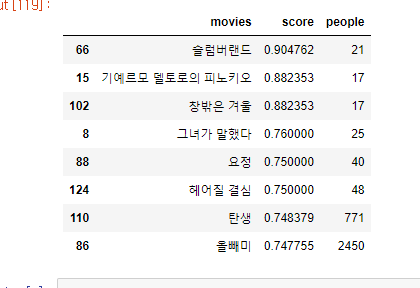 ut[119]:
movies score people
66 슬럼버랜드 0.904762 21
15 기예르모 델토로의 피노키오 0.882353 17
102 창밖은 겨울 0.882353 17
8 그녀가 말했다 0.760000 25
88 요정 0.750000 40
124 헤어질 결심 0.750000 48
110 탄생 0.748379 771
86 올빼미 0.747755 2450